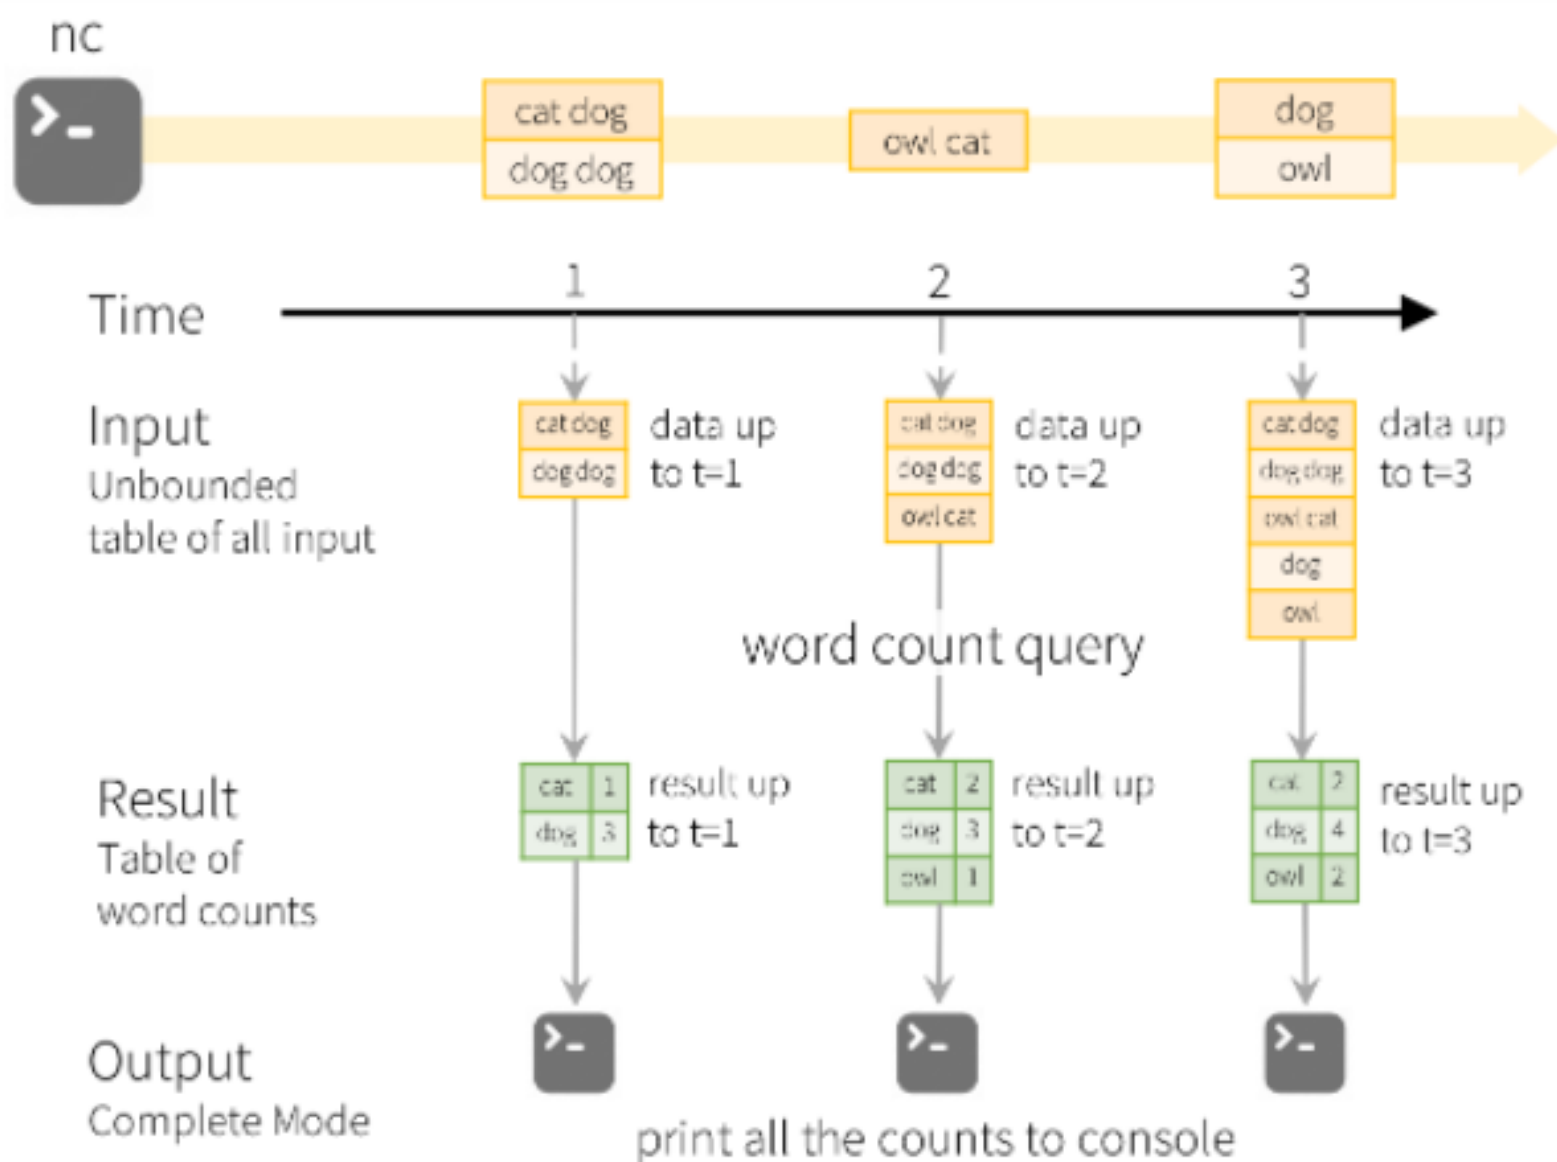 nc
cat dog
dog dog
owl cat
dog
owl
1
2
3
Time
Input
Unbounded
table of all input
cat dog
dog dog
data up
to t=1
cat dog
dog dog
owl cat
data up
to t=2
cat dog
dog dog
owl cat
dog
owl
data up
to t=3
word count query
Result
Table of
word counts
cat 1
dog 3
result up
to t=1
cat 2
dog 3
owl 1
result up
to t=2
cat 2
dog 4
owl 2
result up
to t=3
Output
Complete Mode
print all the counts to console